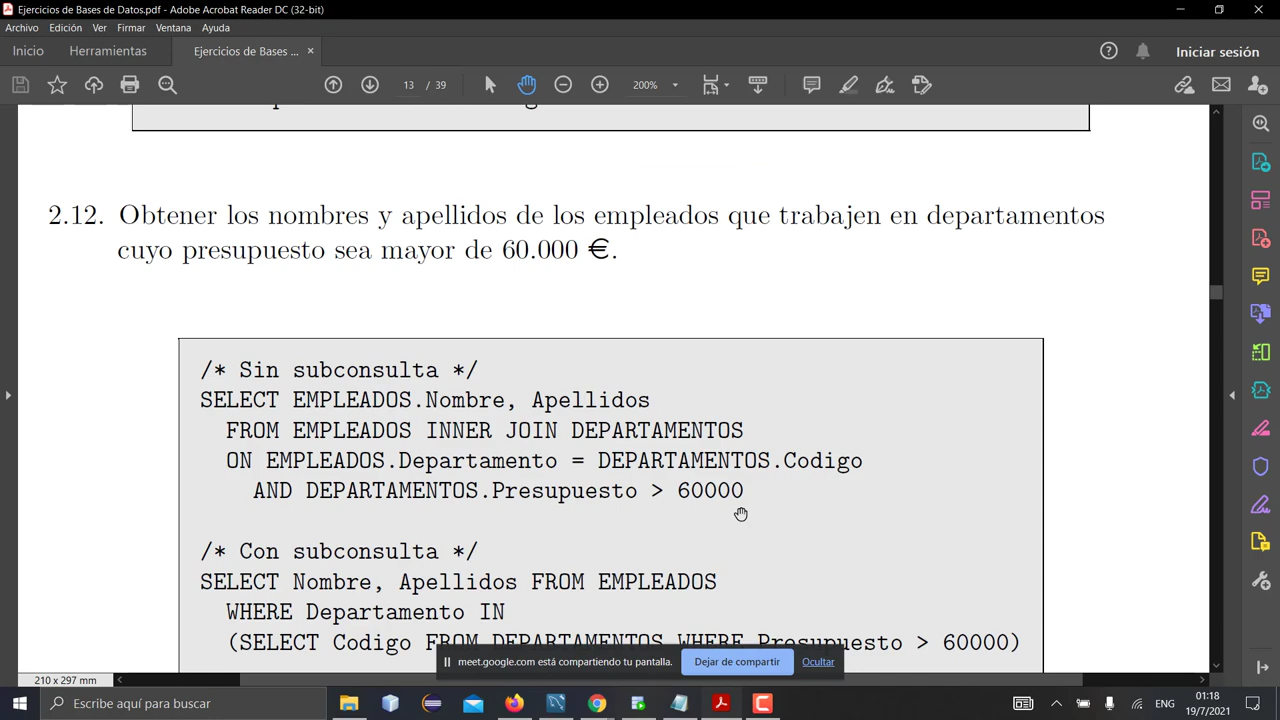 Ejercicios de Bases de Datos.pdf - Adobe Acrobat Reader DC (32-bit)
Archivo Edición Ver Firmar Ventana Ayuda
Inicio Herramientas Ejercicios de Bases ... × Iniciar sesión
13 / 39 200%
2.12. Obtener los nombres y apellidos de los empleados que trabajen en departamentos
cuyo presupuesto sea mayor de 60.000 €.
/* Sin subconsulta */
SELECT EMPLEADOS.Nombre, Apellidos
FROM EMPLEADOS INNER JOIN DEPARTAMENTOS
ON EMPLEADOS.Departamento = DEPARTAMENTOS.Codigo
AND DEPARTAMENTOS.Presupuesto > 60000
/* Con subconsulta */
SELECT Nombre, Apellidos FROM EMPLEADOS
WHERE Departamento IN
(SELECT Codigo FROM DEPARTAMENTOS WHERE Presupuesto > 60000)
meet.google.com está compartiendo tu pantalla. Dejar de compartir Ocultar
210 x 297 mm
Escribe aquí para buscar
ENG
01:18
19/7/2021